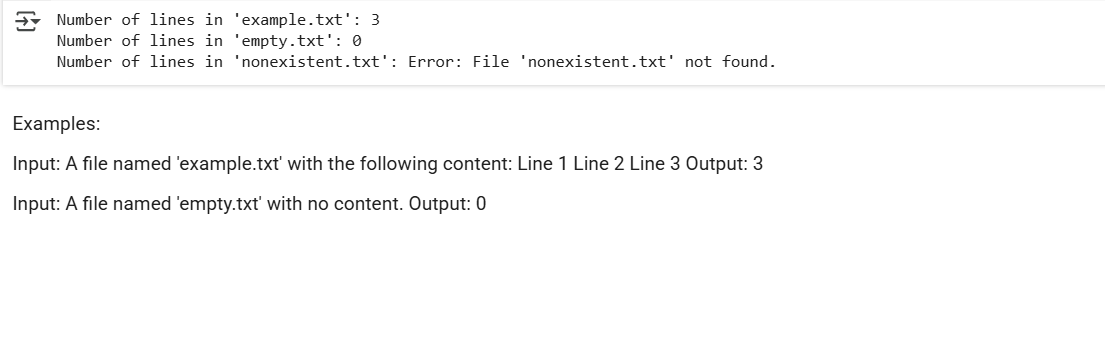 Number of lines in 'example.txt': 3
Number of lines in 'empty.txt': 0
Number of lines in 'nonexistent.txt': Error: File 'nonexistent.txt' not found.
Examples:
Input: A file named 'example.txt' with the following content: Line 1 Line 2 Line 3 Output: 3
Input: A file named 'empty.txt' with no content. Output: 0